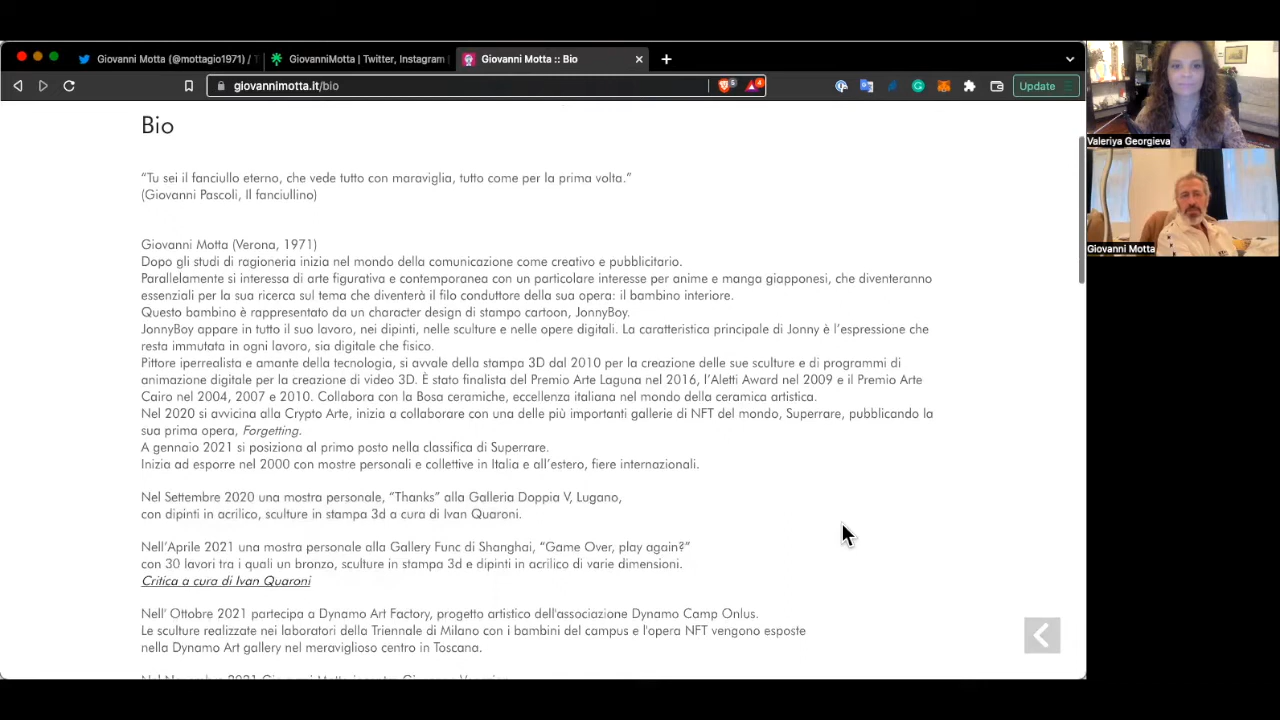 Giovanni Motta (@mottagio1971) / T
GiovanniMotta | Twitter, Instagram
Giovanni Motta :: Bio
giovannimotta.it/bio
5
4
Update
Bio
“Tu sei il fanciullo eterno, che vede tutto con maraviglia, tutto come per la prima volta.”
(Giovanni Pascoli, Il fanciullino)
Giovanni Motta (Verona, 1971)
Dopo gli studi di ragioneria inizia nel mondo della comunicazione come creativo e pubblicitario.
Parallelamente si interessa di arte figurativa e contemporanea con un particolare interesse per anime e manga giapponesi, che diventeranno
essenziali per la sua ricerca sul tema che diventerà il filo conduttore della sua opera: il bambino interiore.
Questo bambino è rappresentato da un character design di stampo cartoon, JonnyBoy.
JonnyBoy appare in tutto il suo lavoro, nei dipinti, nelle sculture e nelle opere digitali. La caratteristica principale di Jonny è l’espressione che
resta immutata in ogni lavoro, sia digitale che fisico.
Pittore iperrealista e amante della tecnologia, si avvale della stampa 3D dal 2010 per la creazione delle sue sculture e di programmi di
animazione digitale per la creazione di video 3D. È stato finalista del Premio Arte Laguna nel 2016, l’Aletti Award nel 2009 e il Premio Arte
Cairo nel 2004, 2007 e 2010. Collabora con la Bosa ceramiche, eccellenza italiana nel mondo della ceramica artistica.
Nel 2020 si avvicina alla Crypto Arte, inizia a collaborare con una delle più importanti gallerie di NFT del mondo, Superrare, pubblicando la
sua prima opera, Forgetting.
A gennaio 2021 si posiziona al primo posto nella classifica di Superrare.
Inizia ad esporre nel 2000 con mostre personali e collettive in Italia e all’estero, fiere internazionali.
Nel Settembre 2020 una mostra personale, “Thanks” alla Galleria Doppia V, Lugano,
con dipinti in acrilico, sculture in stampa 3d a cura di Ivan Quaroni.
Nell’Aprile 2021 una mostra personale alla Gallery Func di Shanghai, “Game Over, play again?”
con 30 lavori tra i quali un bronzo, sculture in stampa 3d e dipinti in acrilico di varie dimensioni.
Critica a cura di Ivan Quaroni
Nell' Ottobre 2021 partecipa a Dynamo Art Factory, progetto artistico dell'associazione Dynamo Camp Onlus.
Le sculture realizzate nei laboratori della Triennale di Milano con i bambini del campus e l'opera NFT vengono esposte
nella Dynamo Art gallery nel meraviglioso centro in Toscana.
Valeriya Georgieva
Giovanni Motta